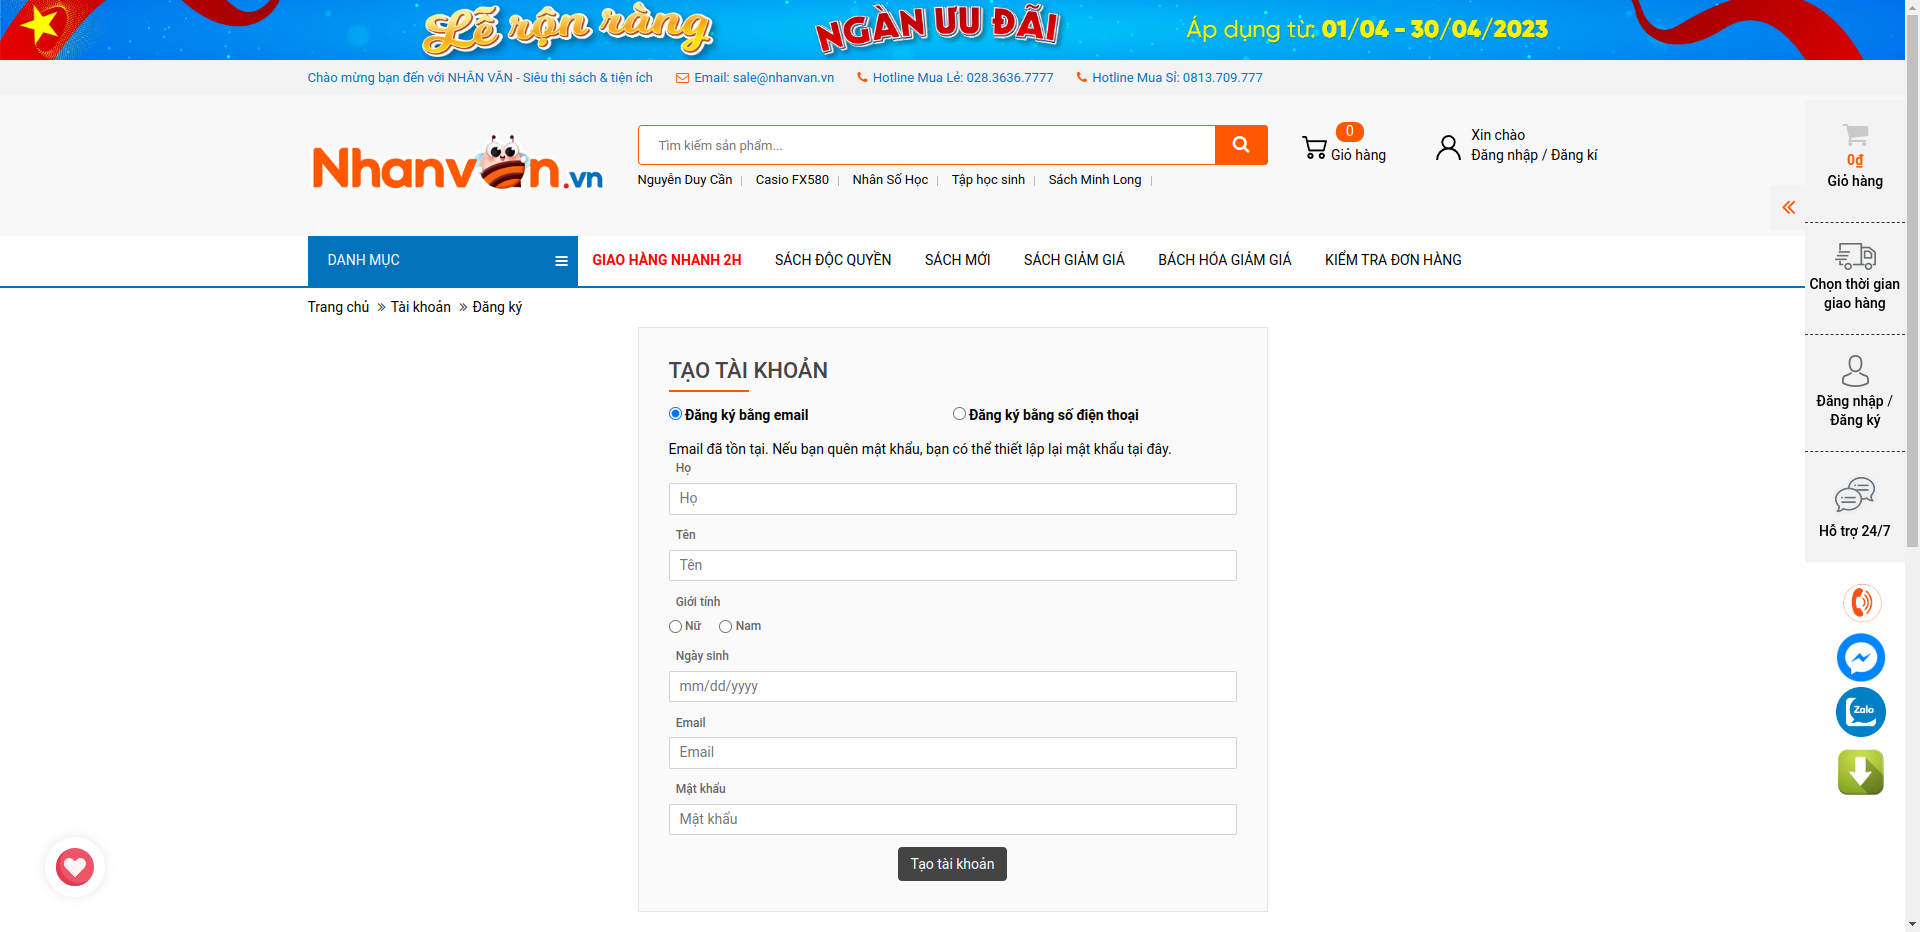 Lễ rộn ràng NGÀN ƯU ĐÃI Áp dụng từ: 01/04 - 30/04/2023
Chào mừng bạn đến với NHÂN VĂN - Siêu thị sách & tiện ích Email: sale@nhanvan.vn Hotline Mua Lẻ: 028.3636.7777 Hotline Mua Sỉ: 0813.709.777
Nhanvăn.vn
Tìm kiếm sản phẩm...
Nguyễn Duy Cần Casio FX580 Nhân Số Học Tập học sinh Sách Minh Long
0
Giỏ hàng
Xin chào
Đăng nhập / Đăng kí
DANH MỤC GIAO HÀNG NHANH 2H SÁCH ĐỘC QUYỀN SÁCH MỚI SÁCH GIẢM GIÁ BÁCH HÓA GIẢM GIÁ KIỂM TRA ĐƠN HÀNG
Trang chủ Tài khoản Đăng ký
TẠO TÀI KHOẢN
Đăng ký bằng email Đăng ký bằng số điện thoại
Email đã tồn tại. Nếu bạn quên mật khẩu, bạn có thể thiết lập lại mật khẩu tại đây.
Họ
Họ
Tên
Tên
Giới tính
Nữ Nam
Ngày sinh
mm/dd/yyyy
Email
Email
Mật khẩu
Mật khẩu
Tạo tài khoản
0₫
Giỏ hàng
Chọn thời gian
giao hàng
Đăng nhập /
Đăng ký
Hỗ trợ 24/7
Zalo